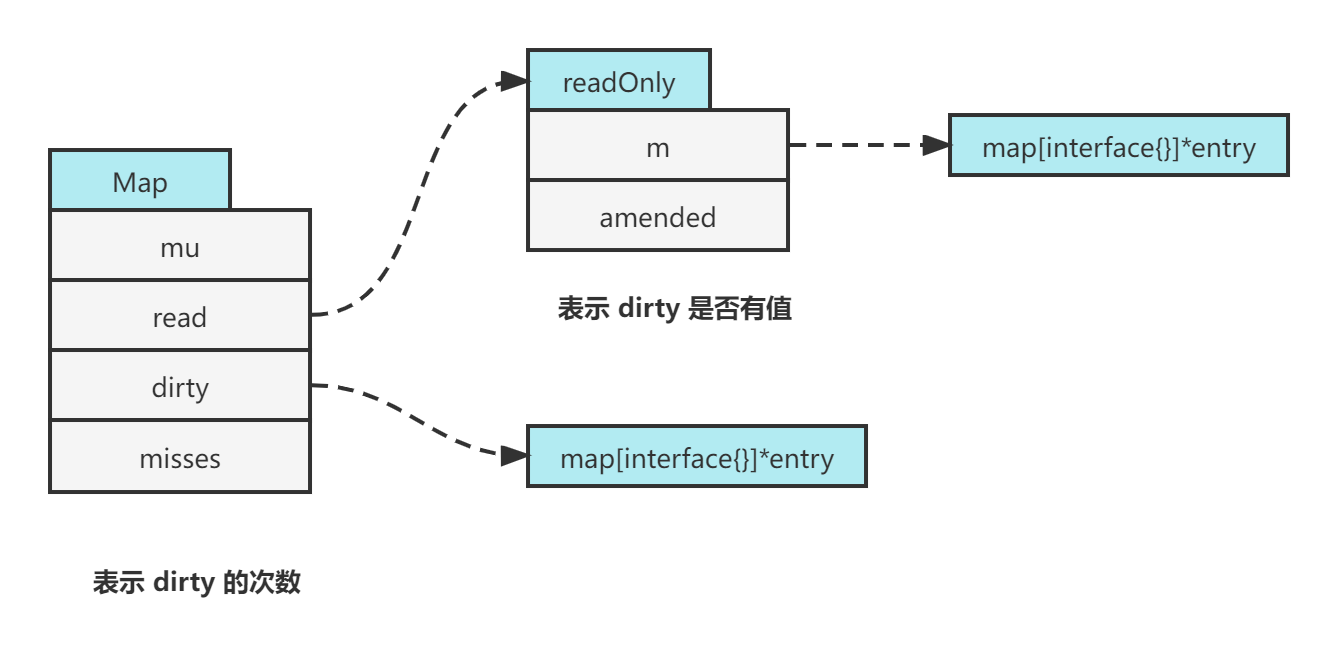 Map
mu
read
dirty
misses
表示 dirty 的次数
readOnly
m
amended
表示 dirty 是否有值
map[interface{}]*entry
map[interface{}]*entry